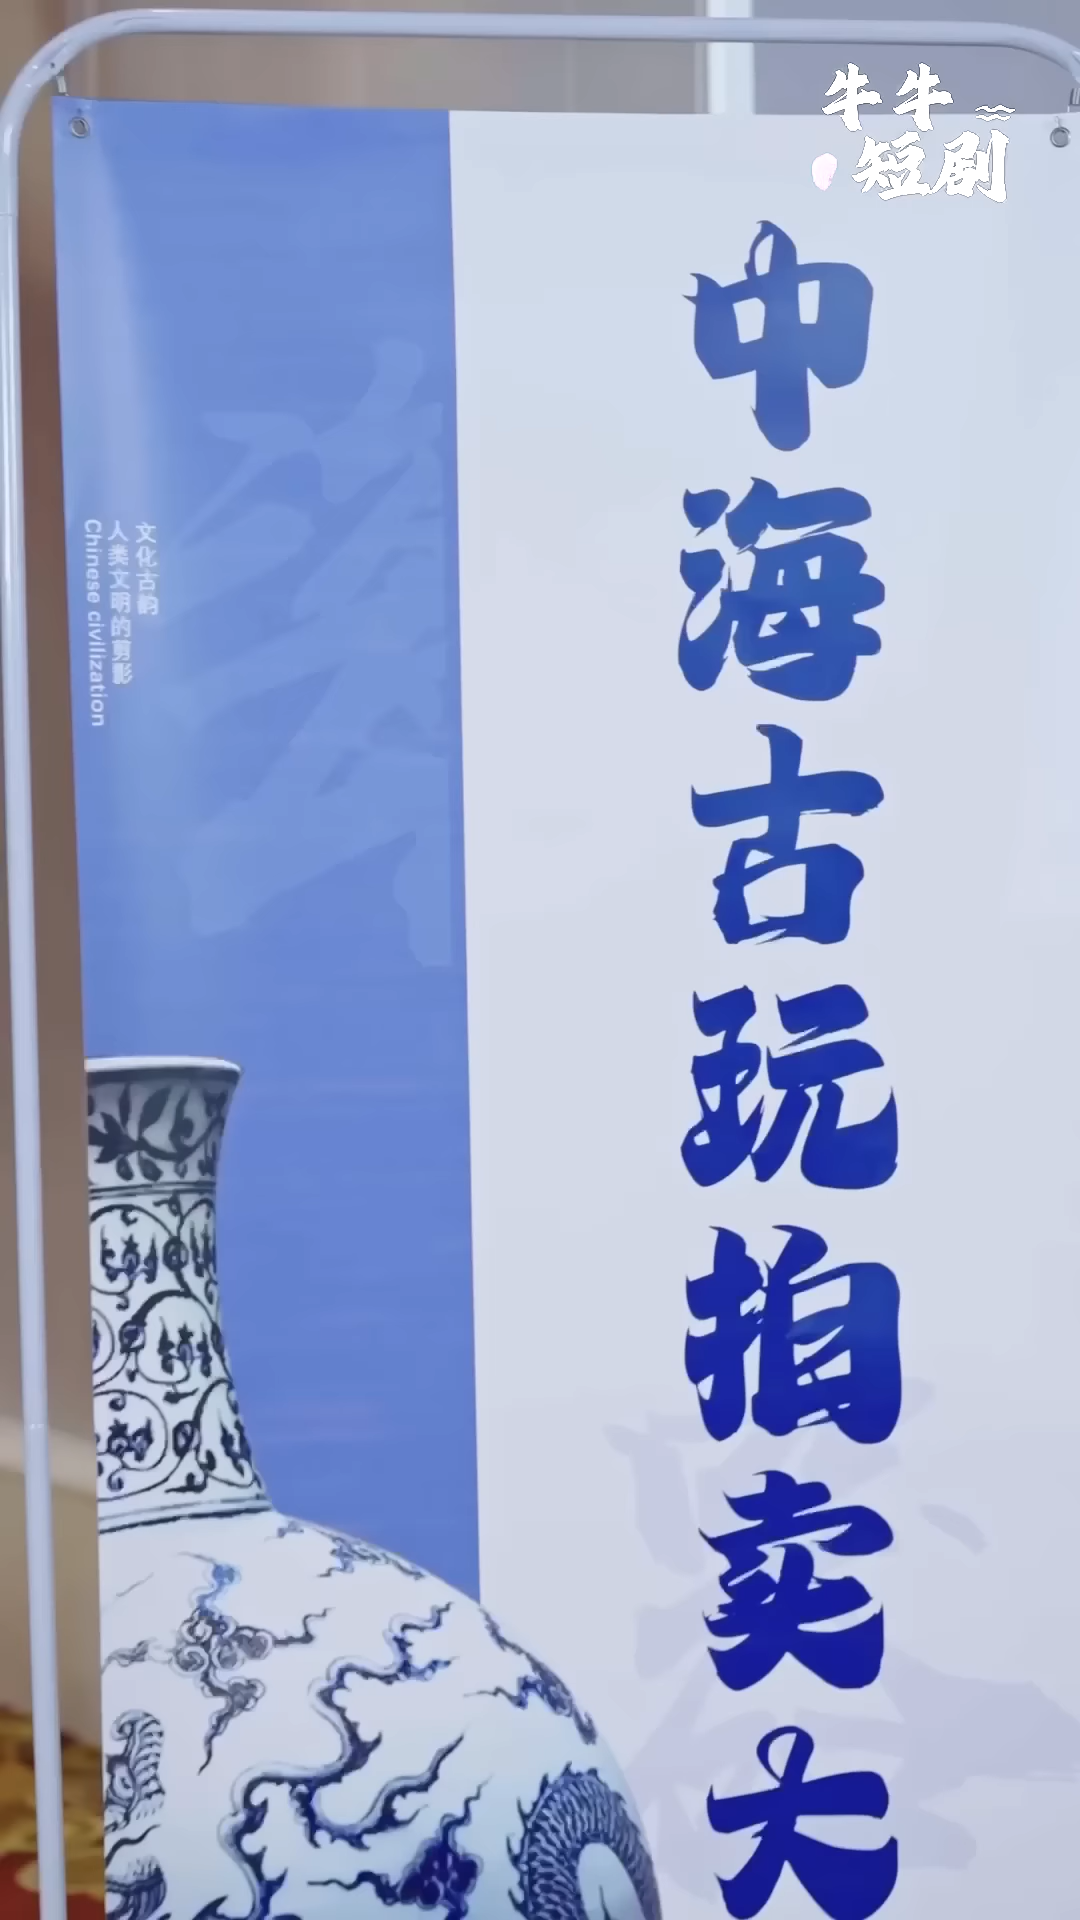 牛牛
短剧
中海古玩拍卖大
文化古韵
人类文明的剪影
Chinese civilization